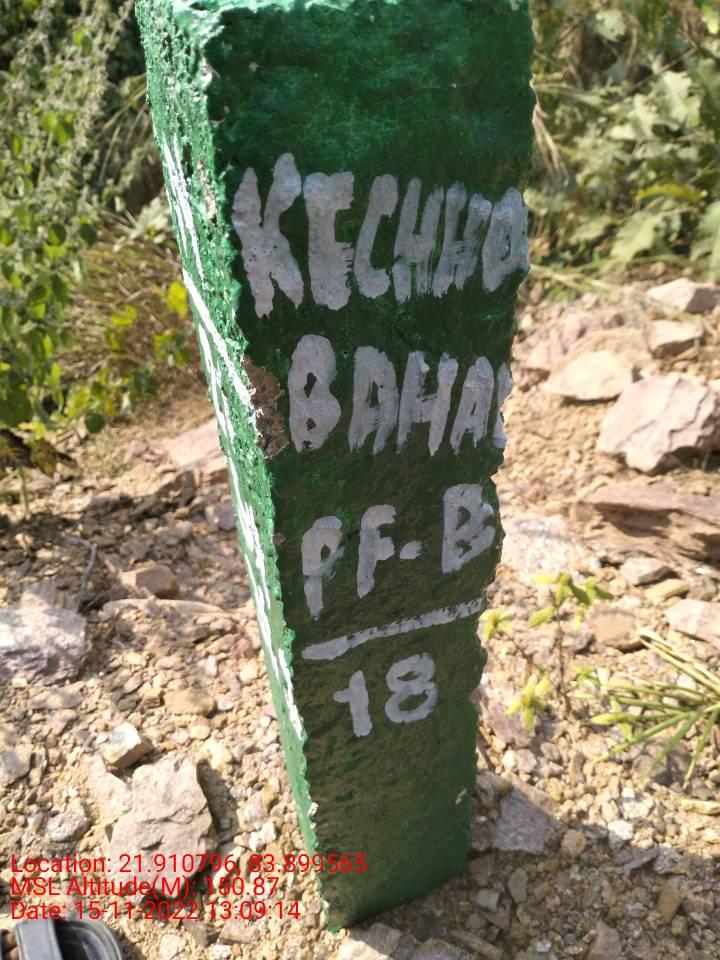 KECHHO
BAHAL
PF-B
18
Location: 21.910796, 83.899565
MSL Altitude(M): 150.87
Date: 15-11-2022 13:09:14